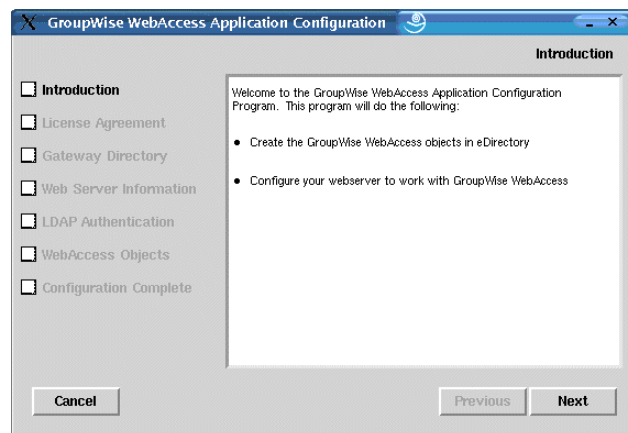 GroupWise WebAccess Application Configuration
Introduction
Introduction
License Agreement
Gateway Directory
Web Server Information
LDAP Authentication
WebAccess Objects
Configuration Complete
Welcome to the GroupWise WebAccess Application Configuration
Program. This program will do the following:
● Create the GroupWise WebAccess objects in eDirectory
● Configure your webserver to work with GroupWise WebAccess
Cancel
Previous
Next